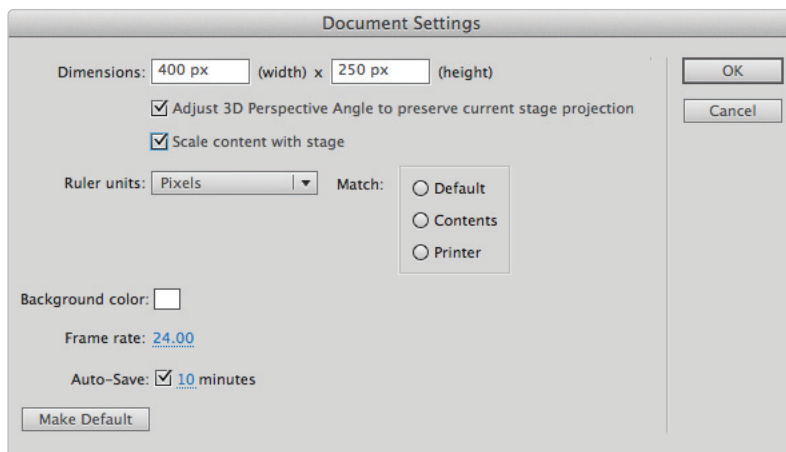 Document Settings
Dimensions: 400 px (width) x 250 px (height)
OK
Adjust 3D Perspective Angle to preserve current stage projection
Cancel
Scale content with stage
Ruler units: Pixels Match:
Default
Contents
Printer
Background color:
Frame rate: 24.00
Auto-Save: 10 minutes
Make Default